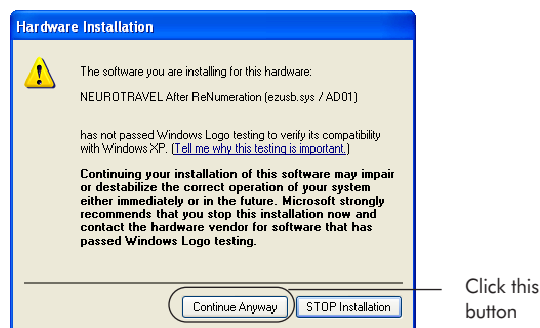 Hardware Installation
The software you are installing for this hardware:
NEUROTRAVEL After ReNumeration (ezusb.sys / AD01)
has not passed Windows Logo testing to verify its compatibility
with Windows XP. (Tell me why this testing is important.)
Continuing your installation of this software may impair
or destabilize the correct operation of your system
either immediately or in the future. Microsoft strongly
recommends that you stop this installation now and
contact the hardware vendor for software that has
passed Windows Logo testing.
Continue Anyway
STOP Installation
Click this
button